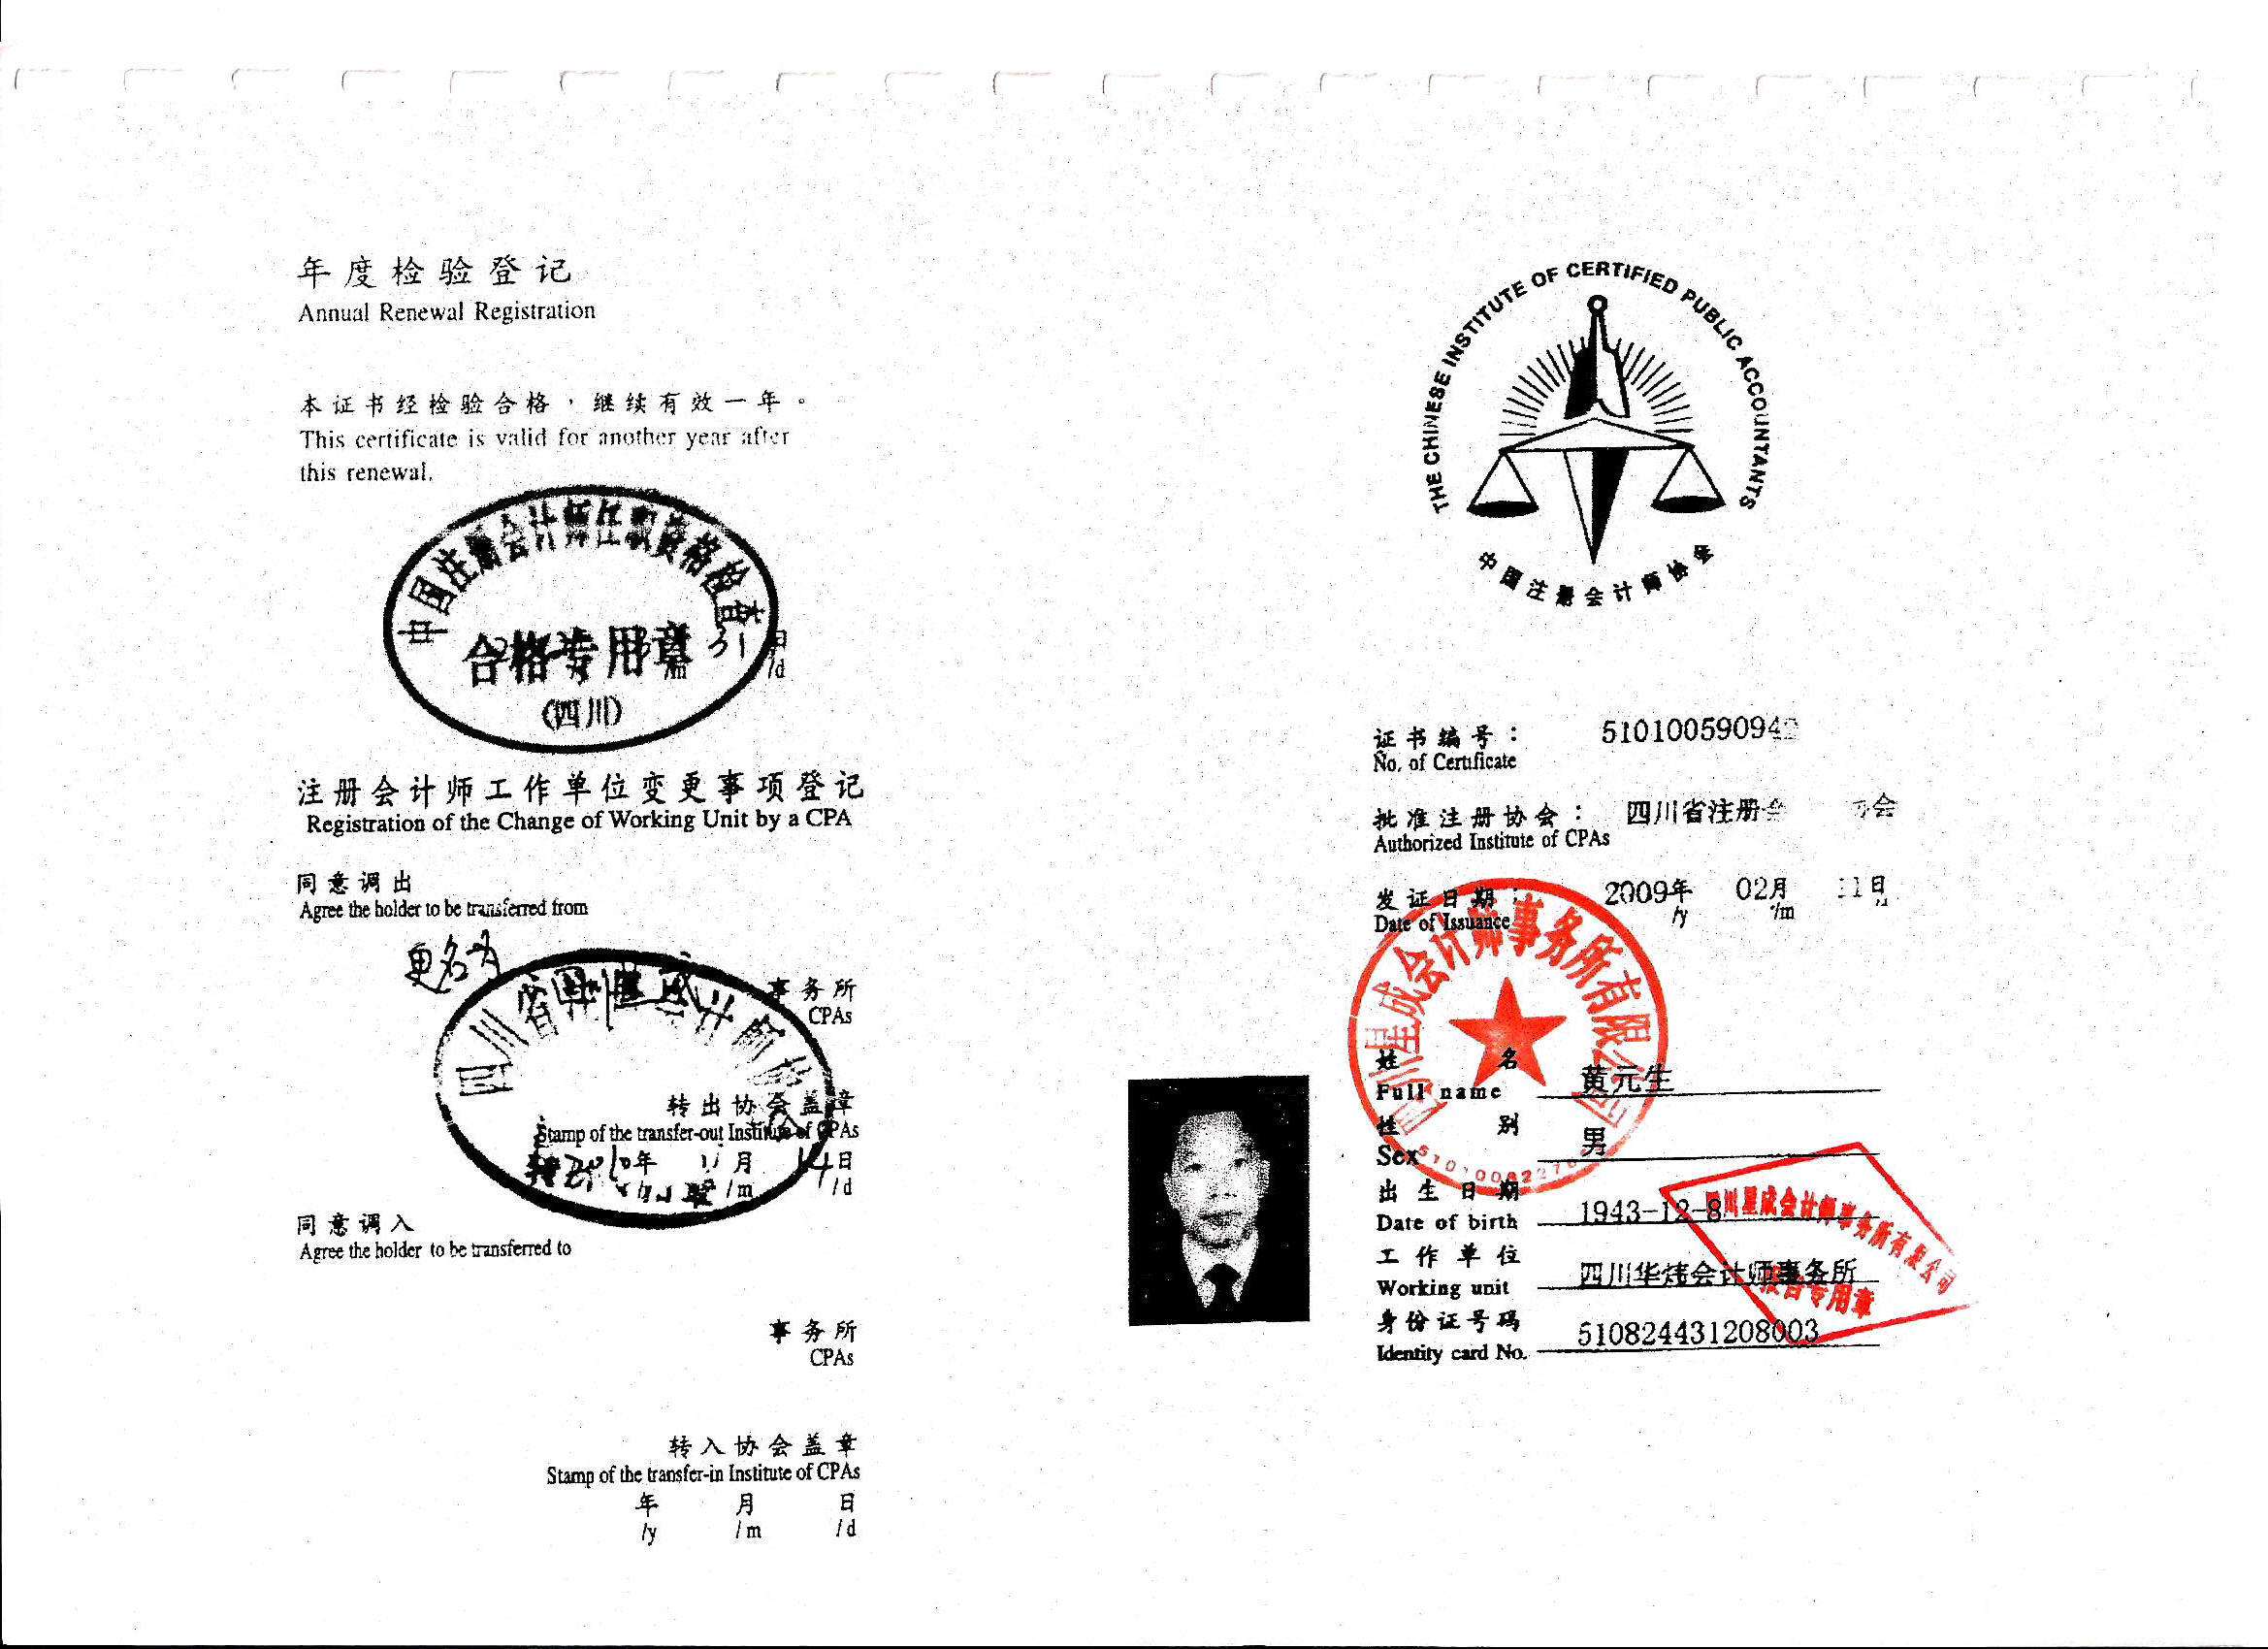 年度检验登记
Annual Renewal Registration
本证书经检验合格，继续有效一年。
This certificate is valid for another year after
this renewal.
中国注册会计师任职资格检查
合格专用章
(四川)
31日
/m /d
注册会计师工作单位变更事项登记
Registration of the Change of Working Unit by a CPA
同意调出
Agree the holder to be transferred from
更名为
事务所
CPAs
四川省
转出协会盖章
Stamp of the transfer-out Institute of CPAs
年 11月 14日
/m /d
同意调入
Agree the holder to be transferred to
事务所
CPAs
转入协会盖章
Stamp of the transfer-in Institute of CPAs
年 月 日
/y /m /d
THE CHINESE INSTITUTE OF CERTIFIED PUBLIC ACCOUNTANTS
中国注册会计师协会
证书编号： 51010059094
No. of Certificate
批准注册协会： 四川省注册会 会
Authorized Institute of CPAs
发证日期： 2009年 02月 11日
Date of Issuance /y /m
四川星成会计师事务所有限公司
姓名 黄元生
Full name
性别 男
Sex
出生日期 1943-12-8
Date of birth
四川星成会计师事务所有限公司
报告专用章
工作单位 四川华炜会计师事务所
Working unit
身份证号码 510824431208003
Identity card No.